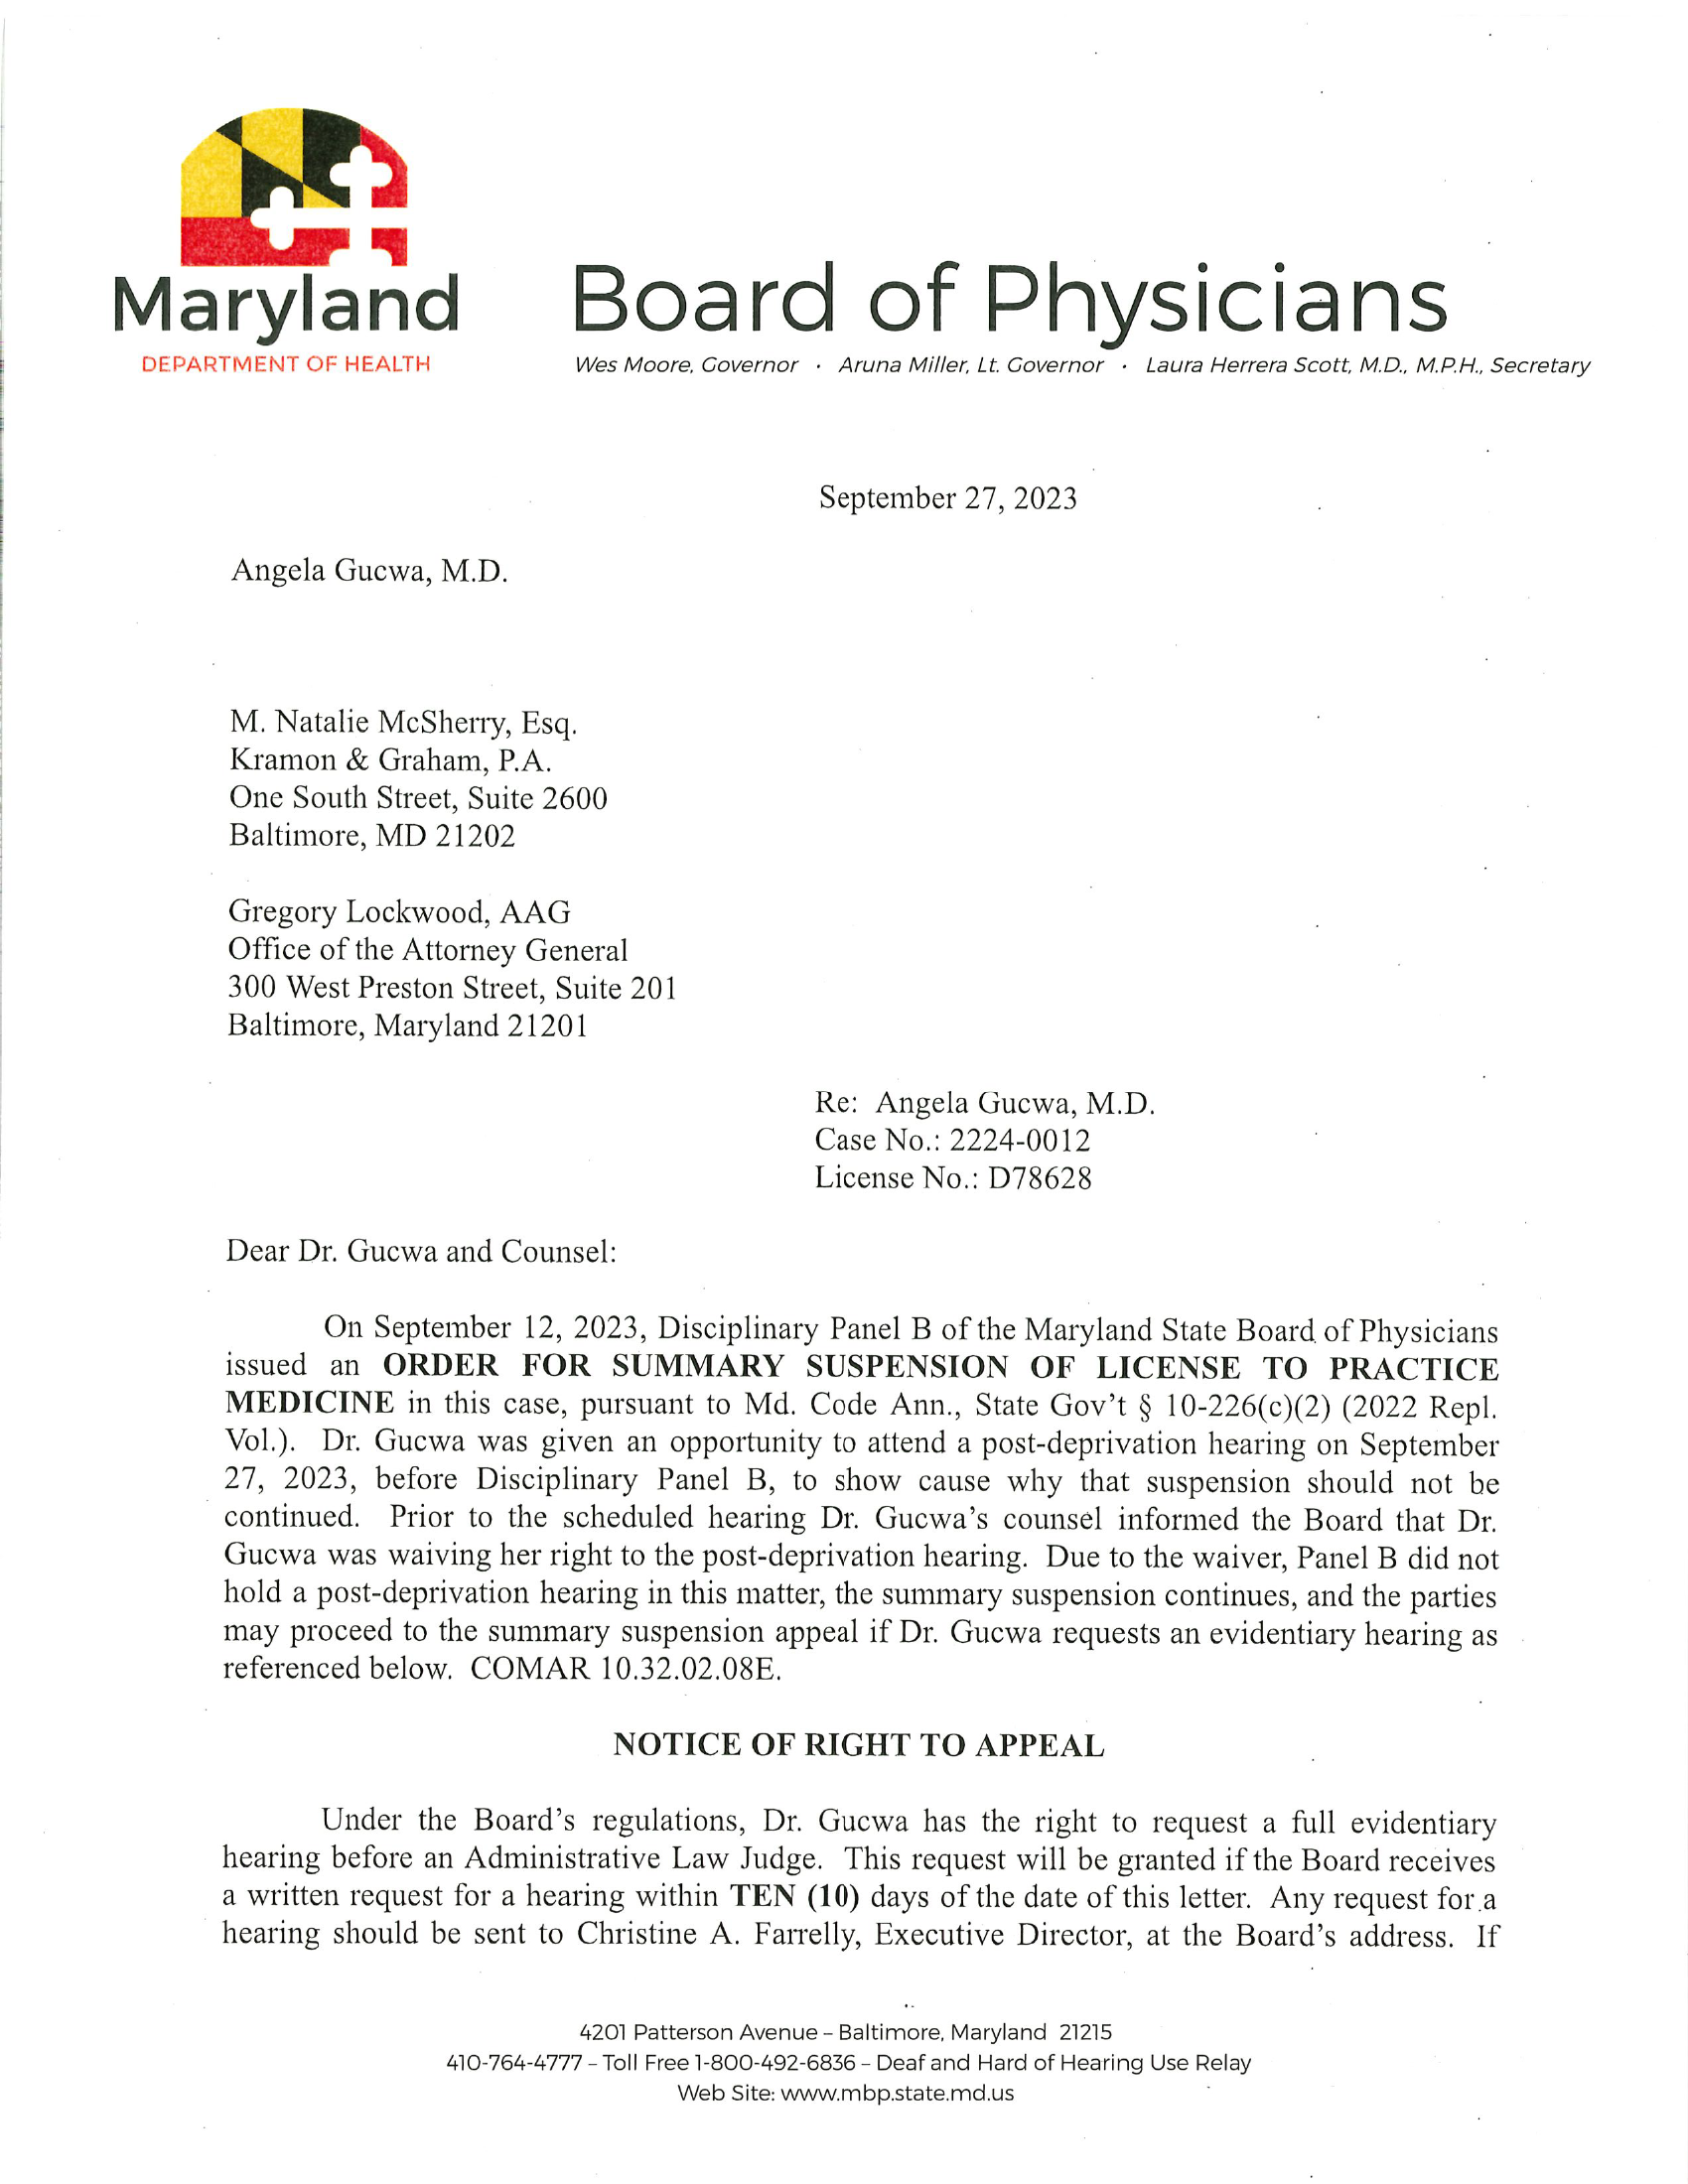 Maryland
DEPARTMENT OF HEALTH
Board of Physicians
Wes Moore, Governor · Aruna Miller, Lt. Governor · Laura Herrera Scott, M.D., M.P.H., Secretary
September 27, 2023
Angela Gucwa, M.D.
M. Natalie McSherry, Esq.
Kramon & Graham, P.A.
One South Street, Suite 2600
Baltimore, MD 21202
Gregory Lockwood, AAG
Office of the Attorney General
300 West Preston Street, Suite 201
Baltimore, Maryland 21201
Re: Angela Gucwa, M.D.
Case No.: 2224-0012
License No.: D78628
Dear Dr. Gucwa and Counsel:
On September 12, 2023, Disciplinary Panel B of the Maryland State Board of Physicians
issued an ORDER FOR SUMMARY SUSPENSION OF LICENSE TO PRACTICE
MEDICINE in this case, pursuant to Md. Code Ann., State Gov't § 10-226(c)(2) (2022 Repl.
Vol.). Dr. Gucwa was given an opportunity to attend a post-deprivation hearing on September
27, 2023, before Disciplinary Panel B, to show cause why that suspension should not be
continued. Prior to the scheduled hearing Dr. Gucwa's counsel informed the Board that Dr.
Gucwa was waiving her right to the post-deprivation hearing. Due to the waiver, Panel B did not
hold a post-deprivation hearing in this matter, the summary suspension continues, and the parties
may proceed to the summary suspension appeal if Dr. Gucwa requests an evidentiary hearing as
referenced below. COMAR 10.32.02.08E.
NOTICE OF RIGHT TO APPEAL
Under the Board's regulations, Dr. Gucwa has the right to request a full evidentiary
hearing before an Administrative Law Judge. This request will be granted if the Board receives
a written request for a hearing within TEN (10) days of the date of this letter. Any request for a
hearing should be sent to Christine A. Farrelly, Executive Director, at the Board's address. If
4201 Patterson Avenue – Baltimore, Maryland 21215
410-764-4777 – Toll Free 1-800-492-6836 – Deaf and Hard of Hearing Use Relay
Web Site: www.mbp.state.md.us